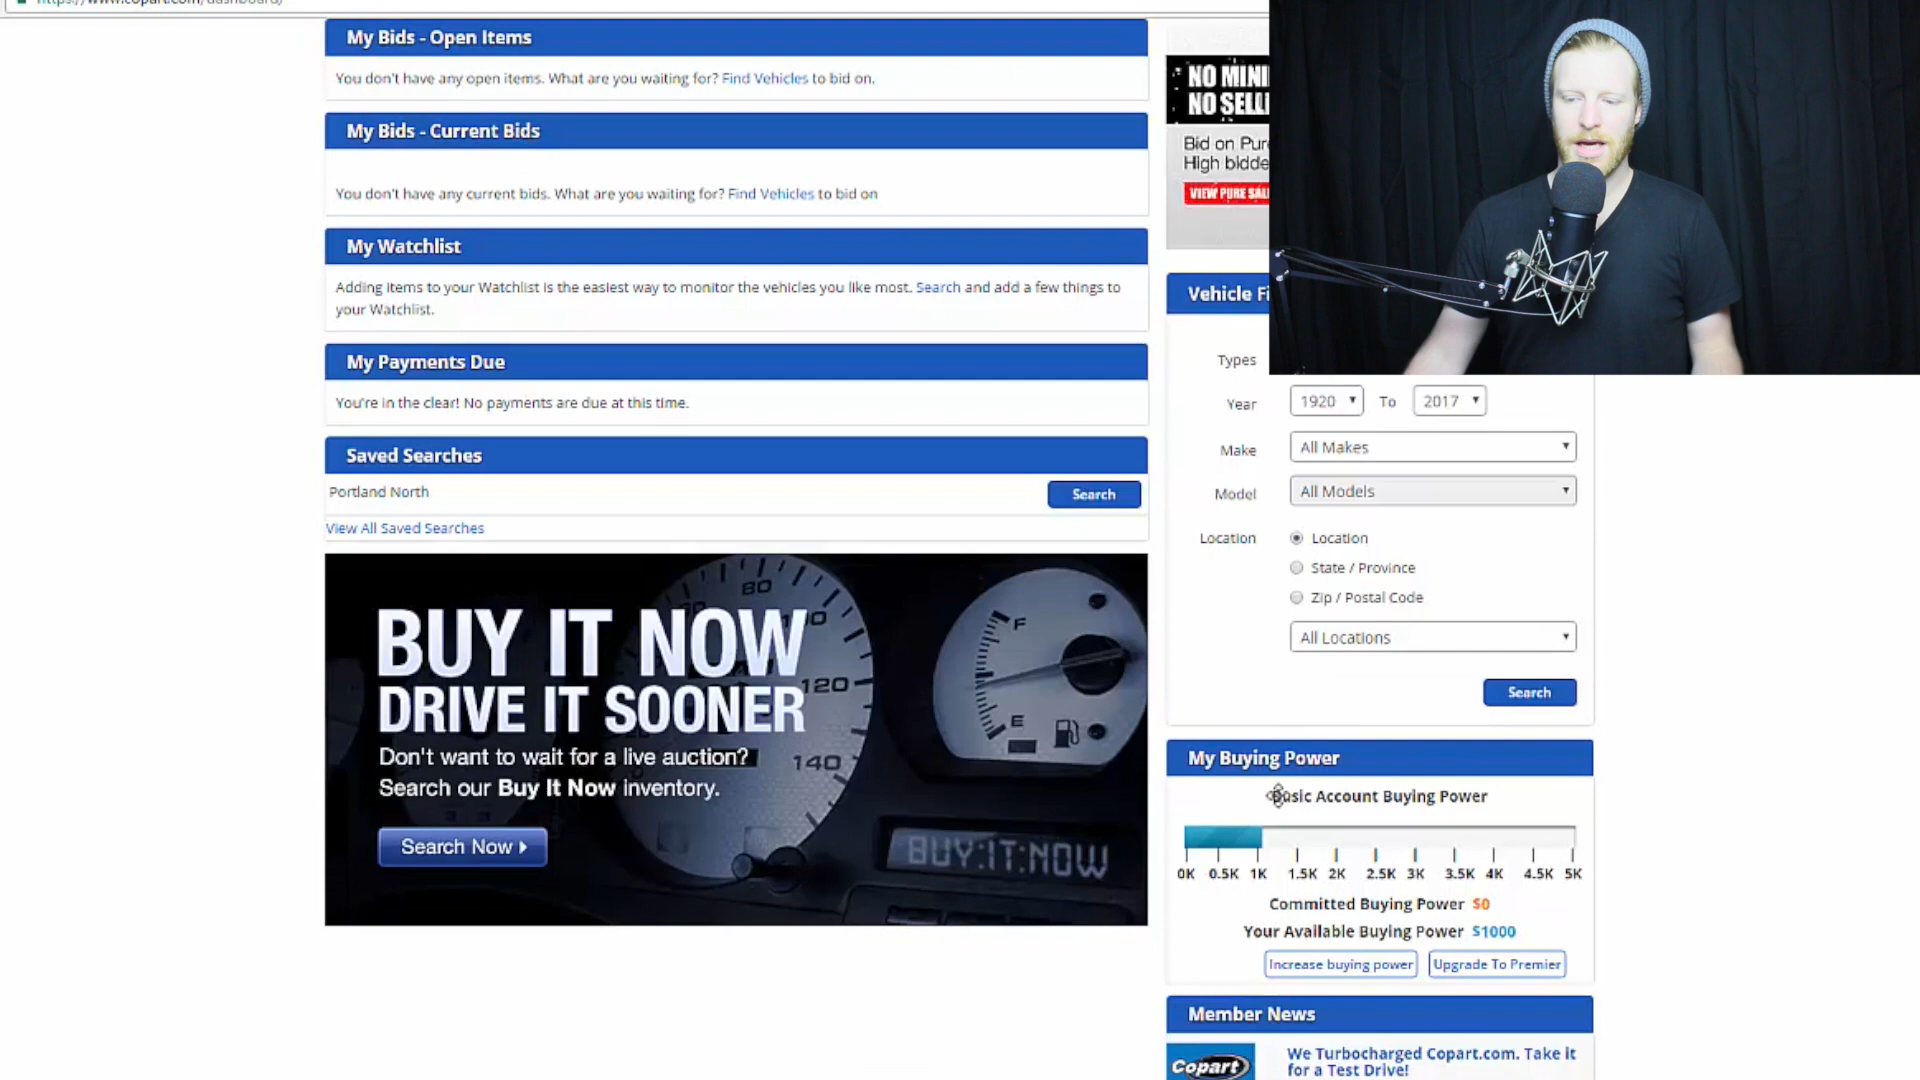 https://www.copart.com/dashboard/
My Bids - Open Items
You don't have any open items. What are you waiting for? Find Vehicles to bid on.
My Bids - Current Bids
You don't have any current bids. What are you waiting for? Find Vehicles to bid on
My Watchlist
Adding items to your Watchlist is the easiest way to monitor the vehicles you like most. Search and add a few things to
your Watchlist.
My Payments Due
You're in the clear! No payments are due at this time.
Saved Searches
Portland North
Search
View All Saved Searches
BUY IT NOW
DRIVE IT SOONER
Don't want to wait for a live auction?
Search our Buy It Now inventory.
Search Now
80
120
140
F
E
BUY:IT:NOW
NO MINI
NO SELL
Bid on Pur
High bidde
VIEW PURE SAL
Vehicle Fi
Types
Year
1920
To
2017
Make
All Makes
Model
All Models
Location
Location
State / Province
Zip / Postal Code
All Locations
Search
My Buying Power
Basic Account Buying Power
0K 0.5K 1K 1.5K 2K 2.5K 3K 3.5K 4K 4.5K 5K
Committed Buying Power $0
Your Available Buying Power $1000
Increase buying power
Upgrade To Premier
Member News
Copart
We Turbocharged Copart.com. Take it
for a Test Drive!